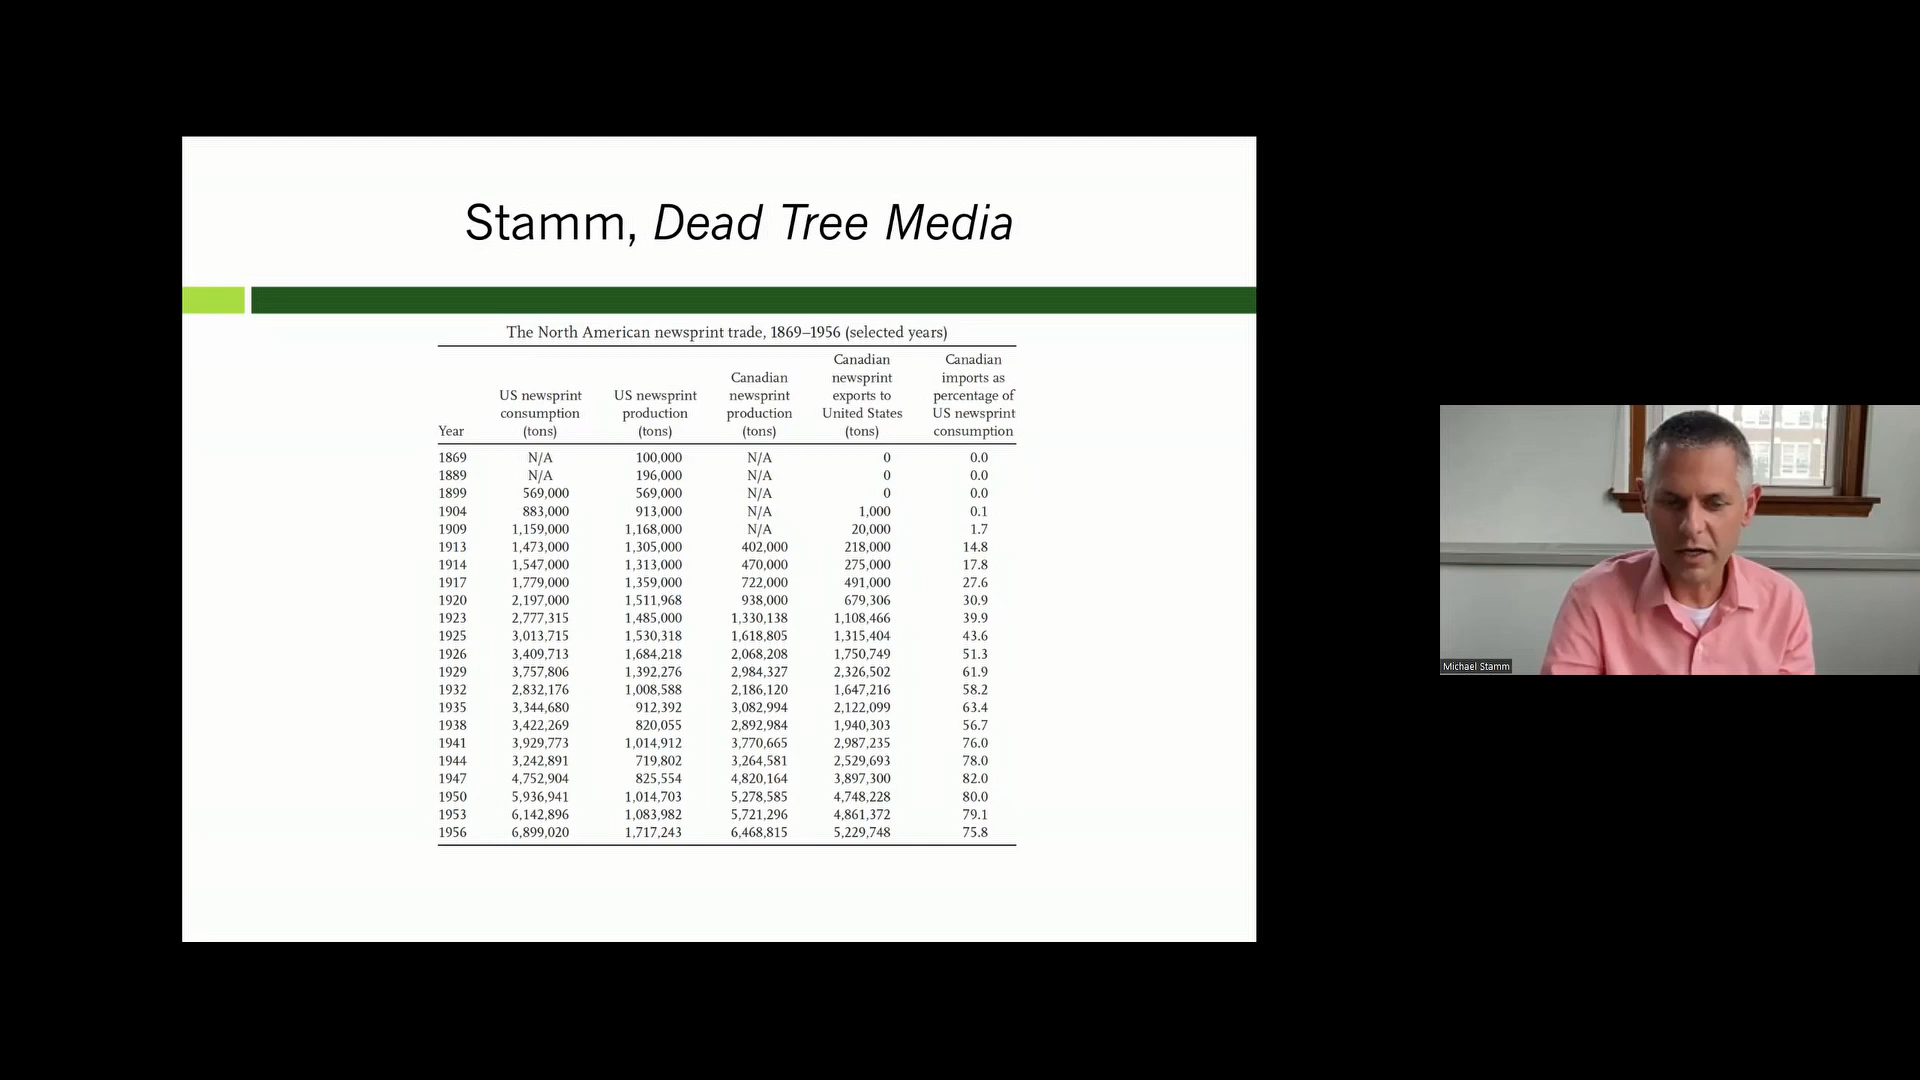 Stamm, Dead Tree Media
The North American newsprint trade, 1869–1956 (selected years)
Year US newsprint consumption (tons) US newsprint production (tons) Canadian newsprint production (tons) Canadian newsprint exports to United States (tons) Canadian imports as percentage of US newsprint consumption
1869 N/A 100,000 N/A 0 0.0
1889 N/A 196,000 N/A 0 0.0
1899 569,000 569,000 N/A 0 0.0
1904 883,000 913,000 N/A 1,000 0.1
1909 1,159,000 1,168,000 N/A 20,000 1.7
1913 1,473,000 1,305,000 402,000 218,000 14.8
1914 1,547,000 1,313,000 470,000 275,000 17.8
1917 1,779,000 1,359,000 722,000 491,000 27.6
1920 2,197,000 1,511,968 938,000 679,306 30.9
1923 2,777,315 1,485,000 1,330,138 1,108,466 39.9
1925 3,013,715 1,530,318 1,618,805 1,315,404 43.6
1926 3,409,713 1,684,218 2,068,208 1,750,749 51.3
1929 3,757,806 1,392,276 2,984,327 2,326,502 61.9
1932 2,832,176 1,008,588 2,186,120 1,647,216 58.2
1935 3,344,680 912,392 3,082,994 2,122,099 63.4
1938 3,422,269 820,055 2,892,984 1,940,303 56.7
1941 3,929,773 1,014,912 3,770,665 2,987,235 76.0
1944 3,242,891 719,802 3,264,581 2,529,693 78.0
1947 4,752,904 825,554 4,820,164 3,897,300 82.0
1950 5,936,941 1,014,703 5,278,585 4,748,228 80.0
1953 6,142,896 1,083,982 5,721,296 4,861,372 79.1
1956 6,899,020 1,717,243 6,468,815 5,229,748 75.8
Michael Stamm